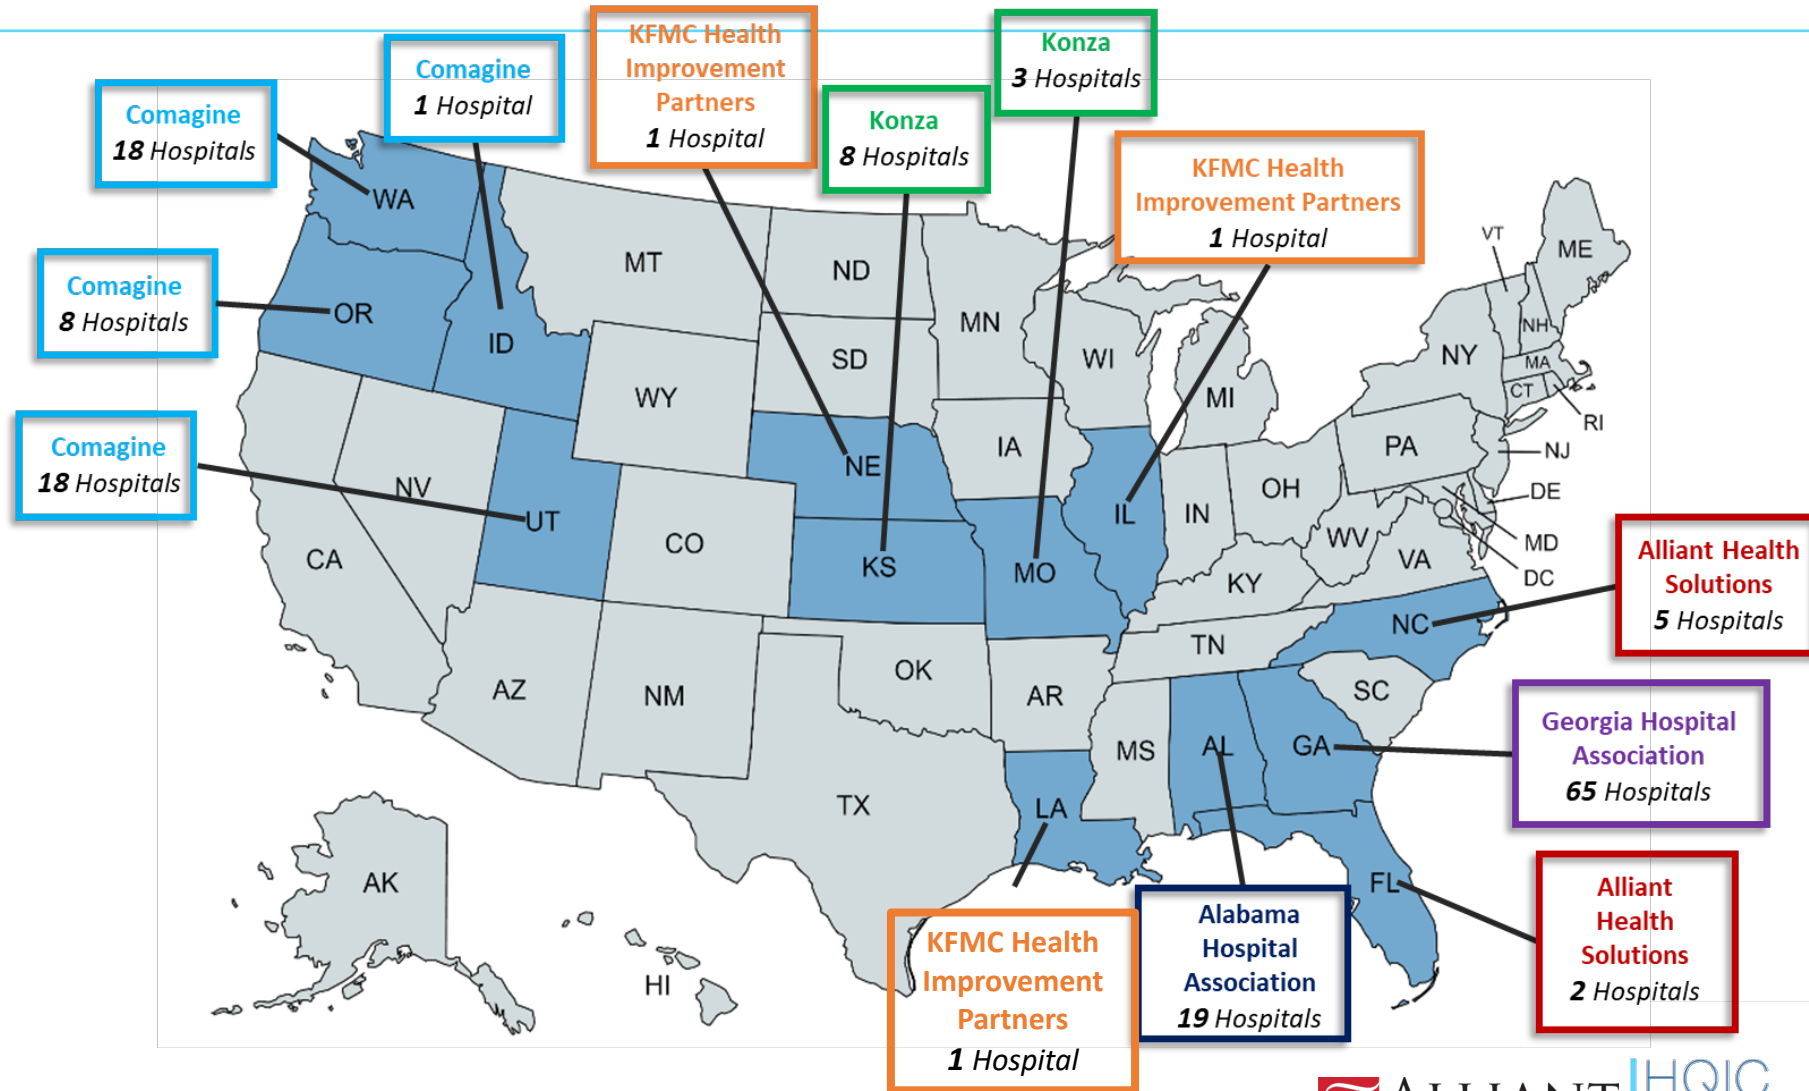 KFMC Health
Improvement
Partners
1 Hospital
Konza
3 Hospitals
Comagine
1 Hospital
Comagine
18 Hospitals
Konza
8 Hospitals
KFMC Health
Improvement Partners
1 Hospital
Comagine
8 Hospitals
Comagine
18 Hospitals
Alliant Health
Solutions
5 Hospitals
Georgia Hospital
Association
65 Hospitals
Alliant
Health
Solutions
2 Hospitals
Alabama
Hospital
Association
19 Hospitals
KFMC Health
Improvement
Partners
1 Hospital
WA
OR
ID
MT
ND
MN
SD
WY
WI
MI
VT
ME
NH
NY
MA
CT
RI
NV
UT
CO
CA
NE
IA
KS
MO
IL
IN
OH
PA
NJ
DE
MD
DC
WV
VA
KY
NC
TN
SC
AZ
NM
OK
AR
MS
AL
GA
TX
LA
FL
AK
HI
ALLIANT
HQIC